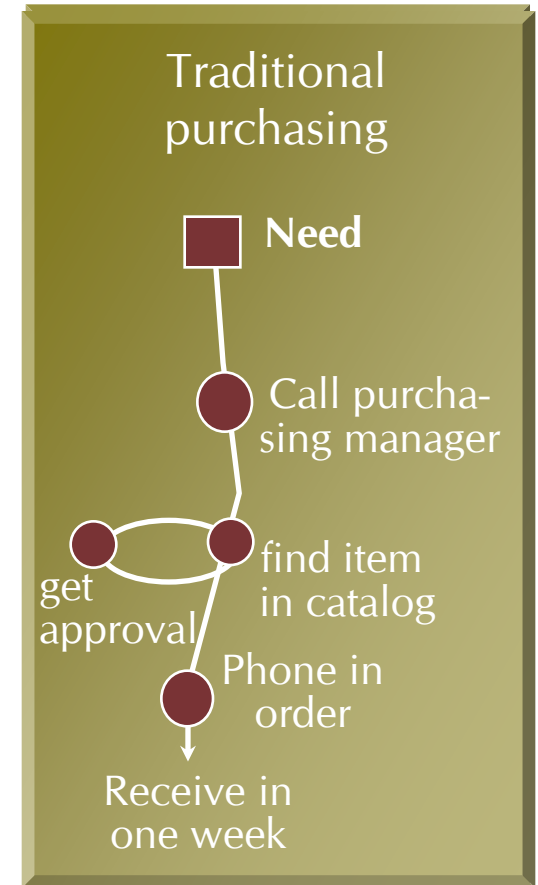 Traditional
purchasing
Need
Call purcha-
sing manager
find item
in catalog
get
approval
Phone in
order
Receive in
one week